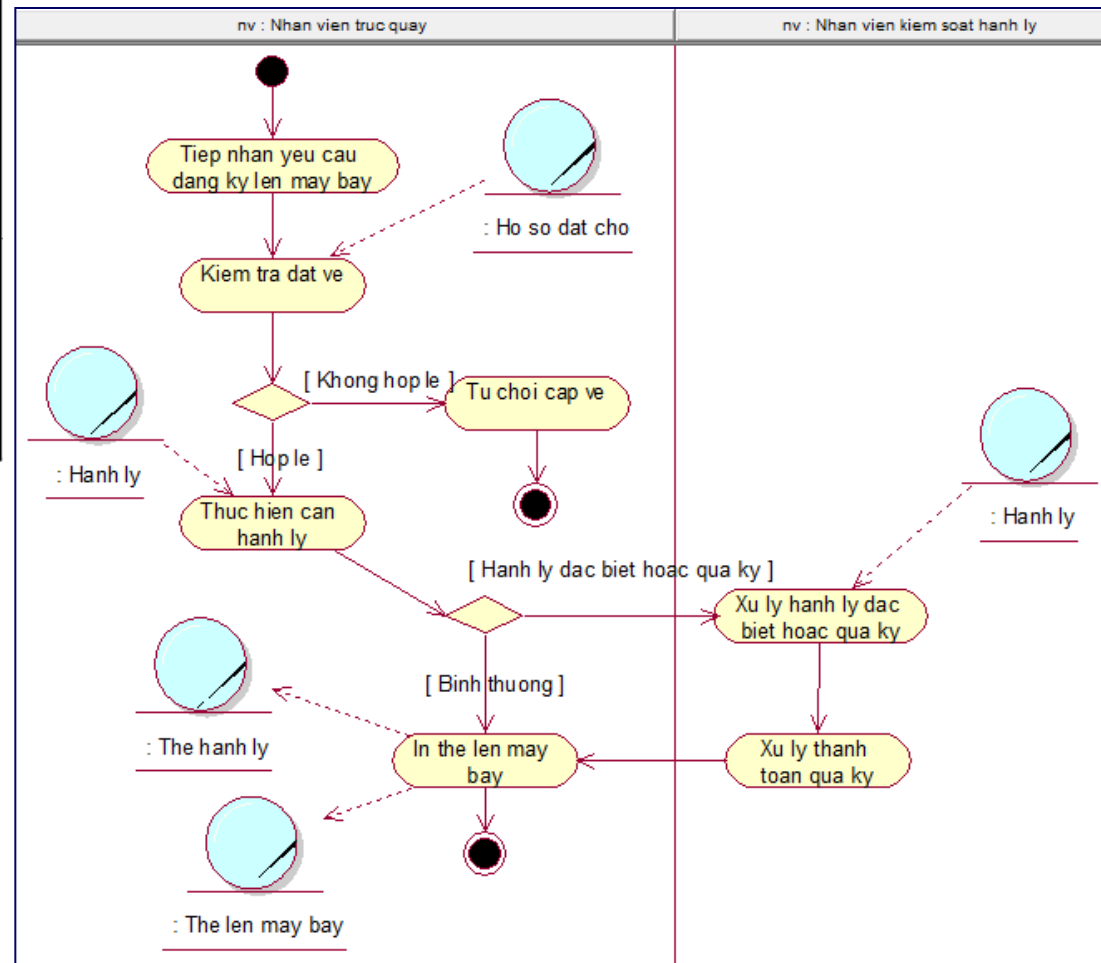 nv : Nhan vien truc quay
nv : Nhan vien kiem soat hanh ly
Tiep nhan yeu cau
dang ky len may bay
: Ho so dat cho
Kiem tra dat ve
[ Khong hop le ]
Tu choi cap ve
: Hanh ly
[ Hop le ]
Thuc hien can
hanh ly
: Hanh ly
[ Hanh ly dac biet hoac qua ky ]
Xu ly hanh ly dac
biet hoac qua ky
[ Binh thuong ]
: The hanh ly
In the len may
bay
Xu ly thanh
toan qua ky
: The len may bay